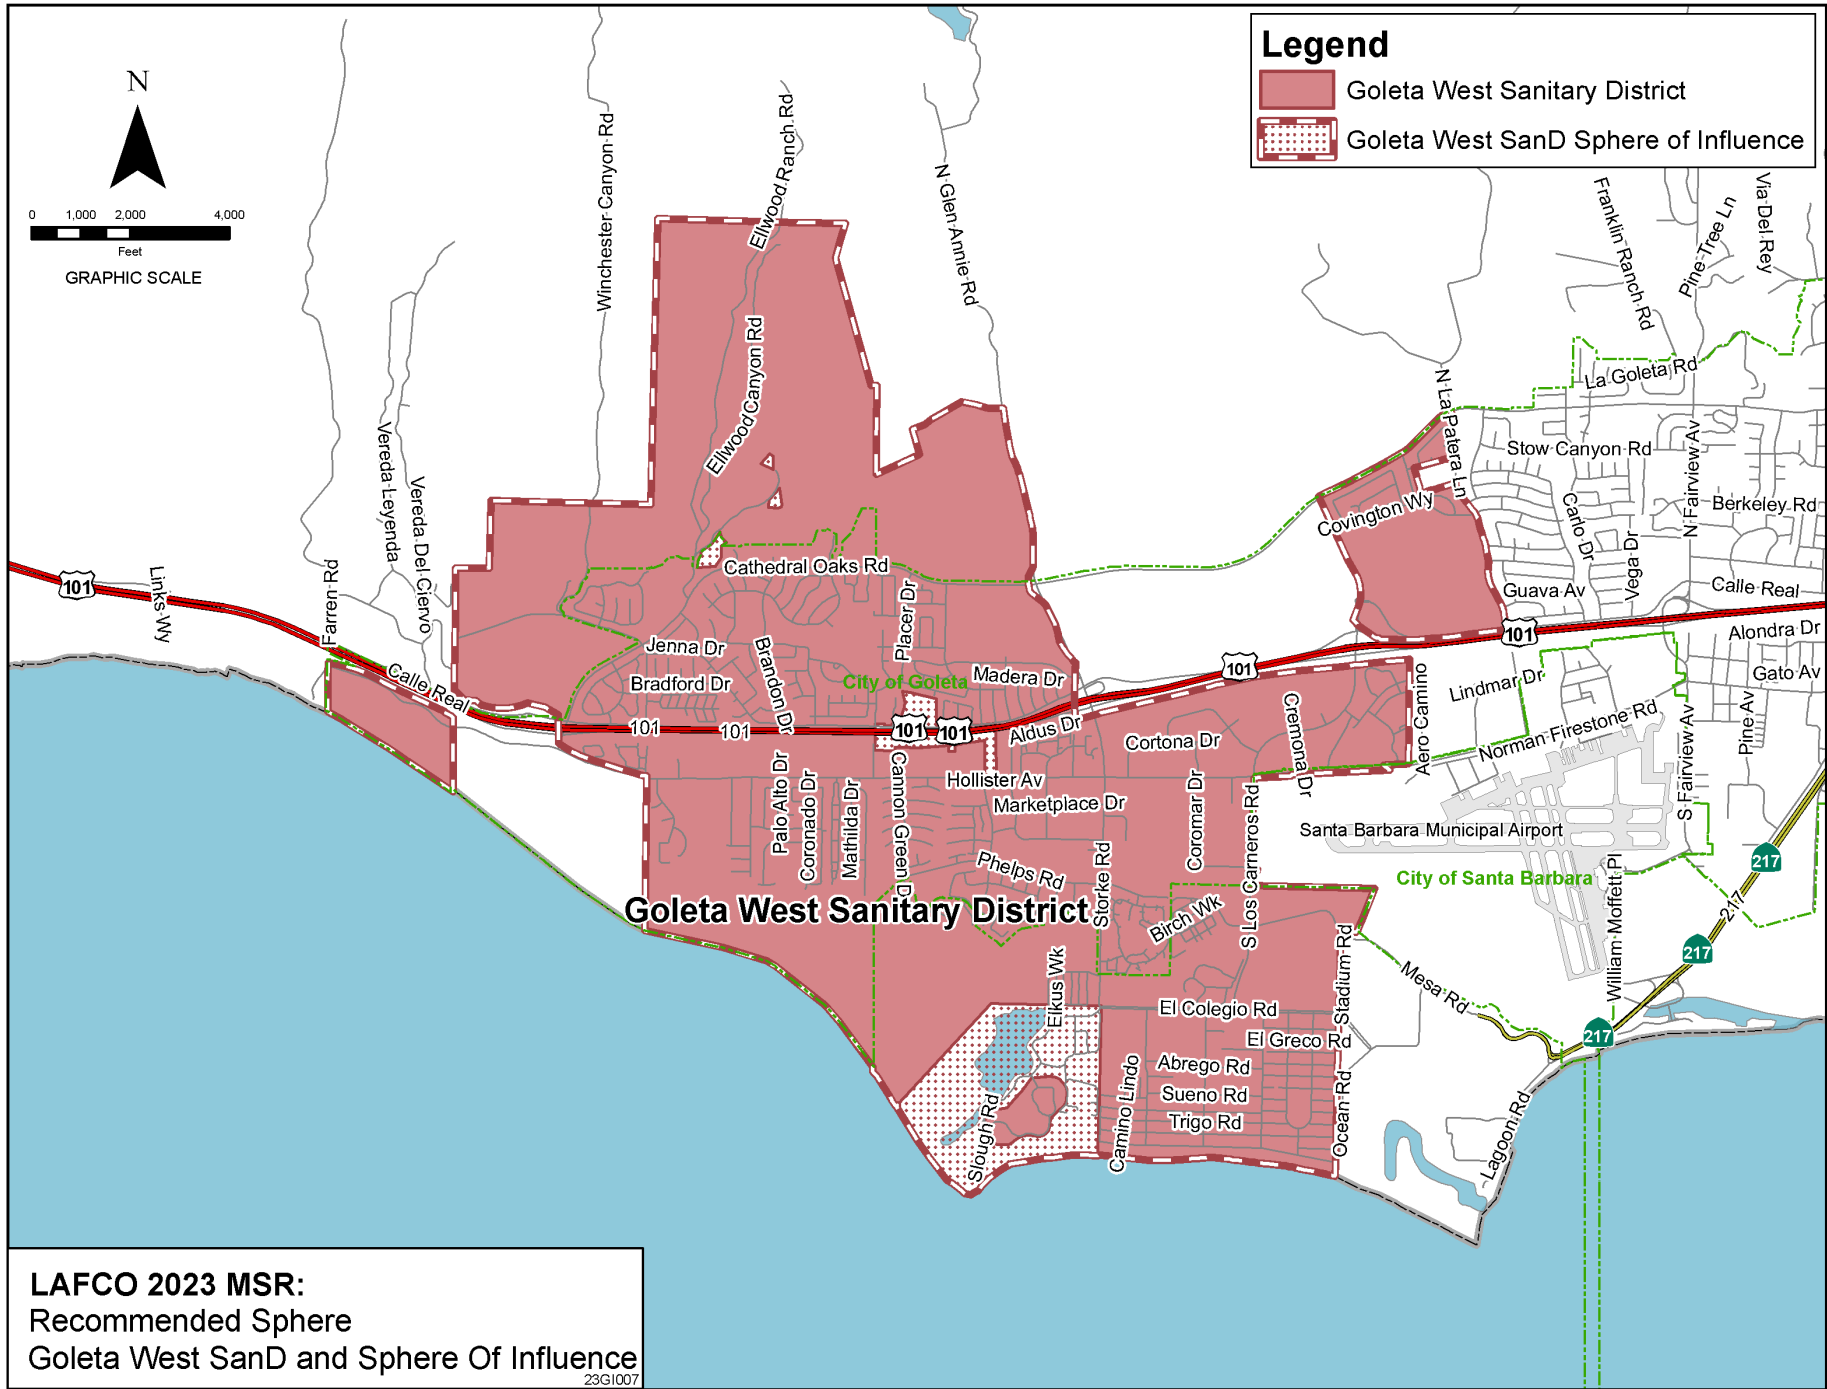 Legend
Goleta West Sanitary District
Goleta West SanD Sphere of Influence
N
0 1,000 2,000 4,000
Feet
GRAPHIC SCALE
Winchester Canyon Rd
Ellwood Ranch Rd
N Glen Annie Rd
Franklin Ranch Rd
Pine Tree Ln
Via Del Rey
Ellwood Canyon Rd
La Goleta Rd
N La Patera Ln
Stow Canyon Rd
N Fairview Av
Berkeley Rd
Vereda Leyenda
Vereda Del Ciervo
Covington Wy
Carlo Dr
Vega Dr
Cathedral Oaks Rd
Placer Dr
Guava Av
Calle Real
101
Links Wy
Farren Rd
Jenna Dr
Brandon Dr
Bradford Dr
City of Goleta
Madera Dr
101
101
Alondra Dr
Gato Av
Lindmar Dr
Calle Real
101
101
101
101
Aldus Dr
Cortona Dr
Cremona Dr
Aero Camino
Norman Firestone Rd
S Fairview Av
Pine Av
Palo Alto Dr
Coronado Dr
Mathilda Dr
Cannon Green Dr
Hollister Av
Marketplace Dr
Coromar Dr
S Los Carneros Rd
Santa Barbara Municipal Airport
Phelps Rd
Storke Rd
City of Santa Barbara
William Moffett Pl
217
217
217
217
Goleta West Sanitary District
Birch Wk
Stadium Rd
Mesa Rd
Elkus Wk
El Colegio Rd
El Greco Rd
Abrego Rd
Sueno Rd
Trigo Rd
Camino Lindo
Ocean Rd
Slough Rd
Lagoon Rd
LAFCO 2023 MSR:
Recommended Sphere
Goleta West SanD and Sphere Of Influence
23GI007